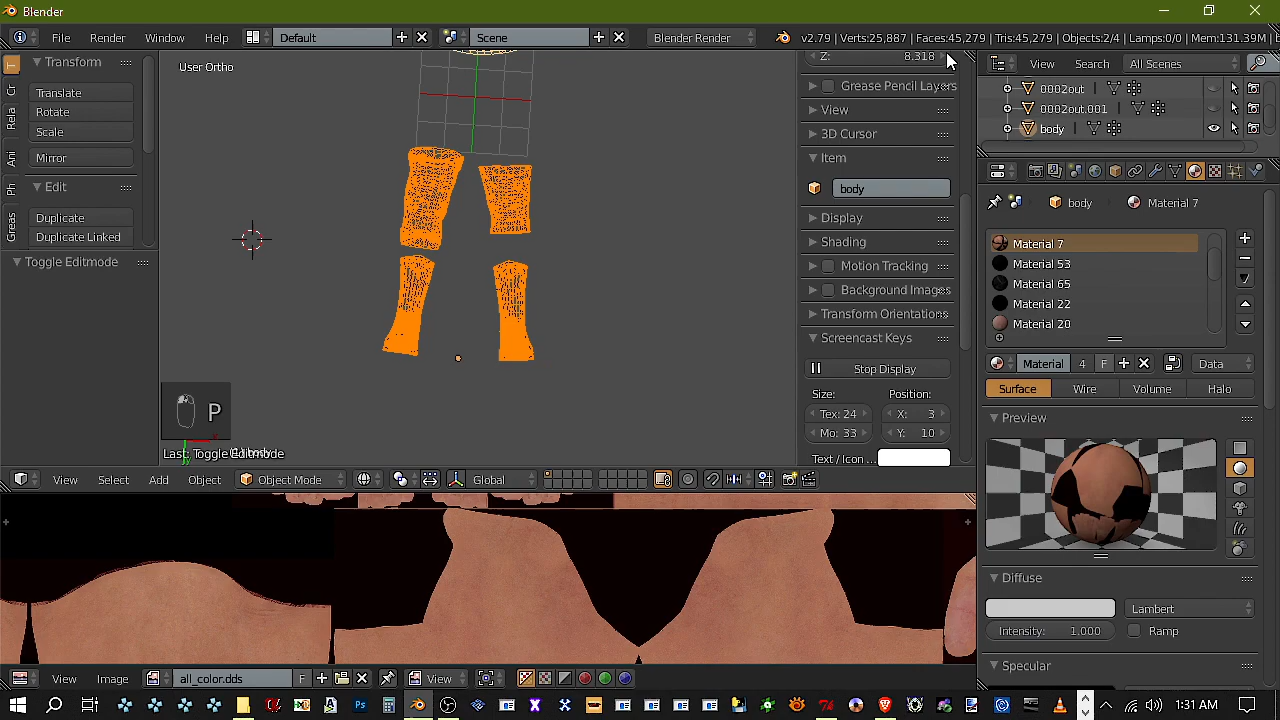 Blender
File Render Window Help Default Scene Blender Render v2.79 | Verts:25,887 | Faces:45,279 | Tris:45,279 | Objects:2/4 | Lamps:0/0 | Mem:131.39M
User Ortho
Transform
Translate
Rotate
Scale
Mirror
Edit
Duplicate
Duplicate Linked
Toggle Editmode
T
Cr
Rela
Ani
Ph
Greas
P
Last: Toggle Editmode
Z: 8.318
Grease Pencil Layers
View
3D Cursor
Item
body
Display
Shading
Motion Tracking
Background Images
Transform Orientations
Screencast Keys
Stop Display
Size: Position:
Tex: 24 X: 3
Mo: 33 Y: 10
Text / Icon ...
View Search All Scenes
0002out
0002out.001
body
body Material 7
Material 7
Material 53
Material 65
Material 22
Material 20
Material 4 F Data
Surface Wire Volume Halo
Preview
Diffuse
Lambert
Intensity: 1.000 Ramp
Specular
View Select Add Object Object Mode Global
View Image all_color.dds F View
1:31 AM